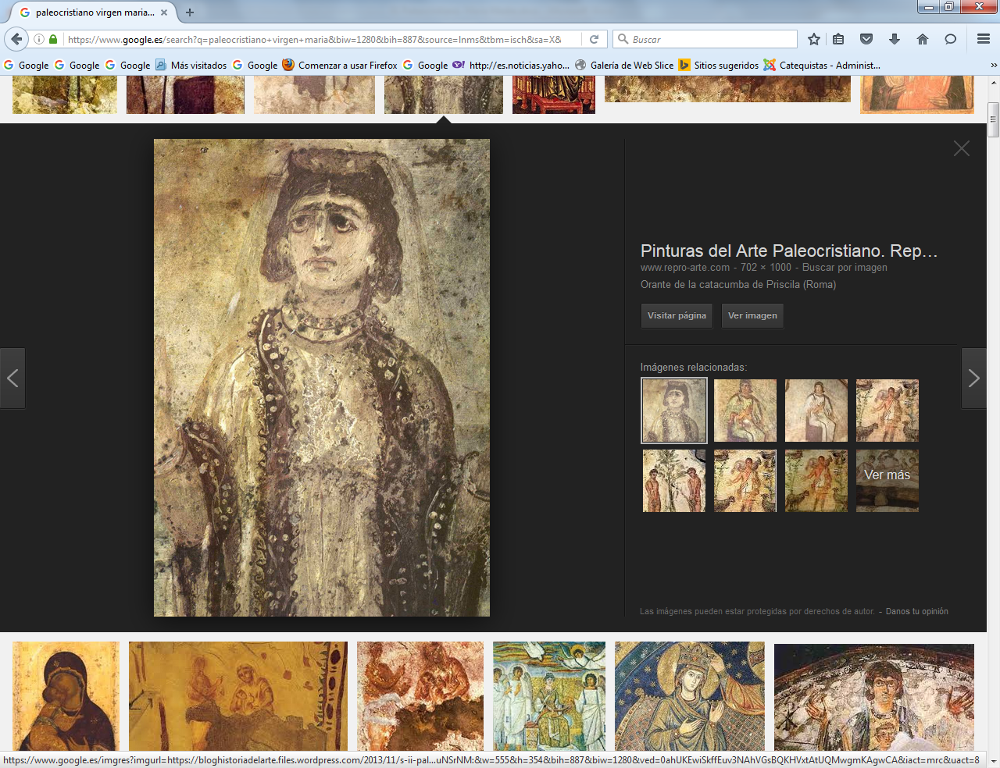 paleocristiano virgen maria...
https://www.google.es/search?q=paleocristiano+virgen+maria&biw=1280&bih=887&source=lnms&tbm=isch&sa=X&
Buscar
Google
Google
Google
Más visitados
Google
Comenzar a usar Firefox
Google
http://es.noticias.yaho...
Galería de Web Slice
Sitios sugeridos
Catequistas - Administ...
Pinturas del Arte Paleocristiano. Rep...
www.repro-arte.com - 702 × 1000 - Buscar por imagen
Orante de la catacumba de Priscila (Roma)
Visitar página
Ver imagen
Imágenes relacionadas:
Ver más
Las imágenes pueden estar protegidas por derechos de autor. - Danos tu opinión
https://www.google.es/imgres?imgurl=https://bloghistoriadelarte.files.wordpress.com/2013/11/s-ii-pal...uNSrNM:&w=555&h=354&bih=887&biw=1280&ved=0ahUKEwiSkffEuv3NAhVGsBQKHVxtAtUQMwgmKAgwCA&iact=mrc&uact=8